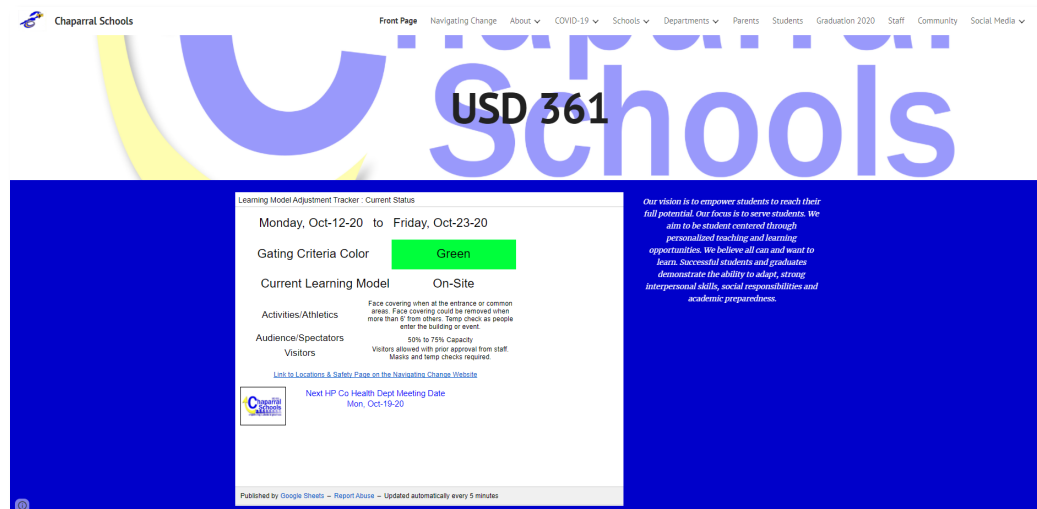 Chaparral Schools
Front Page Navigating Change About COVID-19 Schools Departments Parents Students Graduation 2020 Staff Community Social Media
Chaparral
Schools
USD 361
Learning Model Adjustment Tracker : Current Status
Monday, Oct-12-20 to Friday, Oct-23-20
Gating Criteria Color Green
Current Learning Model On-Site
Activities/Athletics
Face covering when at the entrance or common
areas. Face covering could be removed when
more than 6' from others. Temp check as people
enter the building or event.
Audience/Spectators 50% to 75% Capacity
Visitors
Visitors allowed with prior approval from staff.
Masks and temp checks required.
Link to Locations & Safety Page on the Navigating Change Website
Chaparral
Schools
Next HP Co Health Dept Meeting Date
Mon, Oct-19-20
Published by Google Sheets – Report Abuse – Updated automatically every 5 minutes
Our vision is to empower students to reach their
full potential. Our focus is to serve students. We
aim to be student centered through
personalized teaching and learning
opportunities. We believe all can and want to
learn. Successful students and graduates
demonstrate the ability to adapt, strong
interpersonal skills, social responsibilities and
academic preparedness.